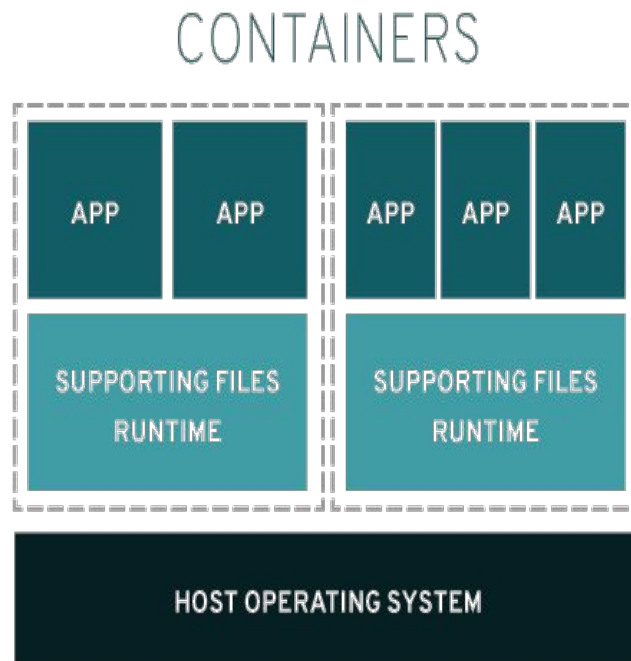 CONTAINERS
APP
APP
APP
APP
APP
SUPPORTING FILES
RUNTIME
SUPPORTING FILES
RUNTIME
HOST OPERATING SYSTEM